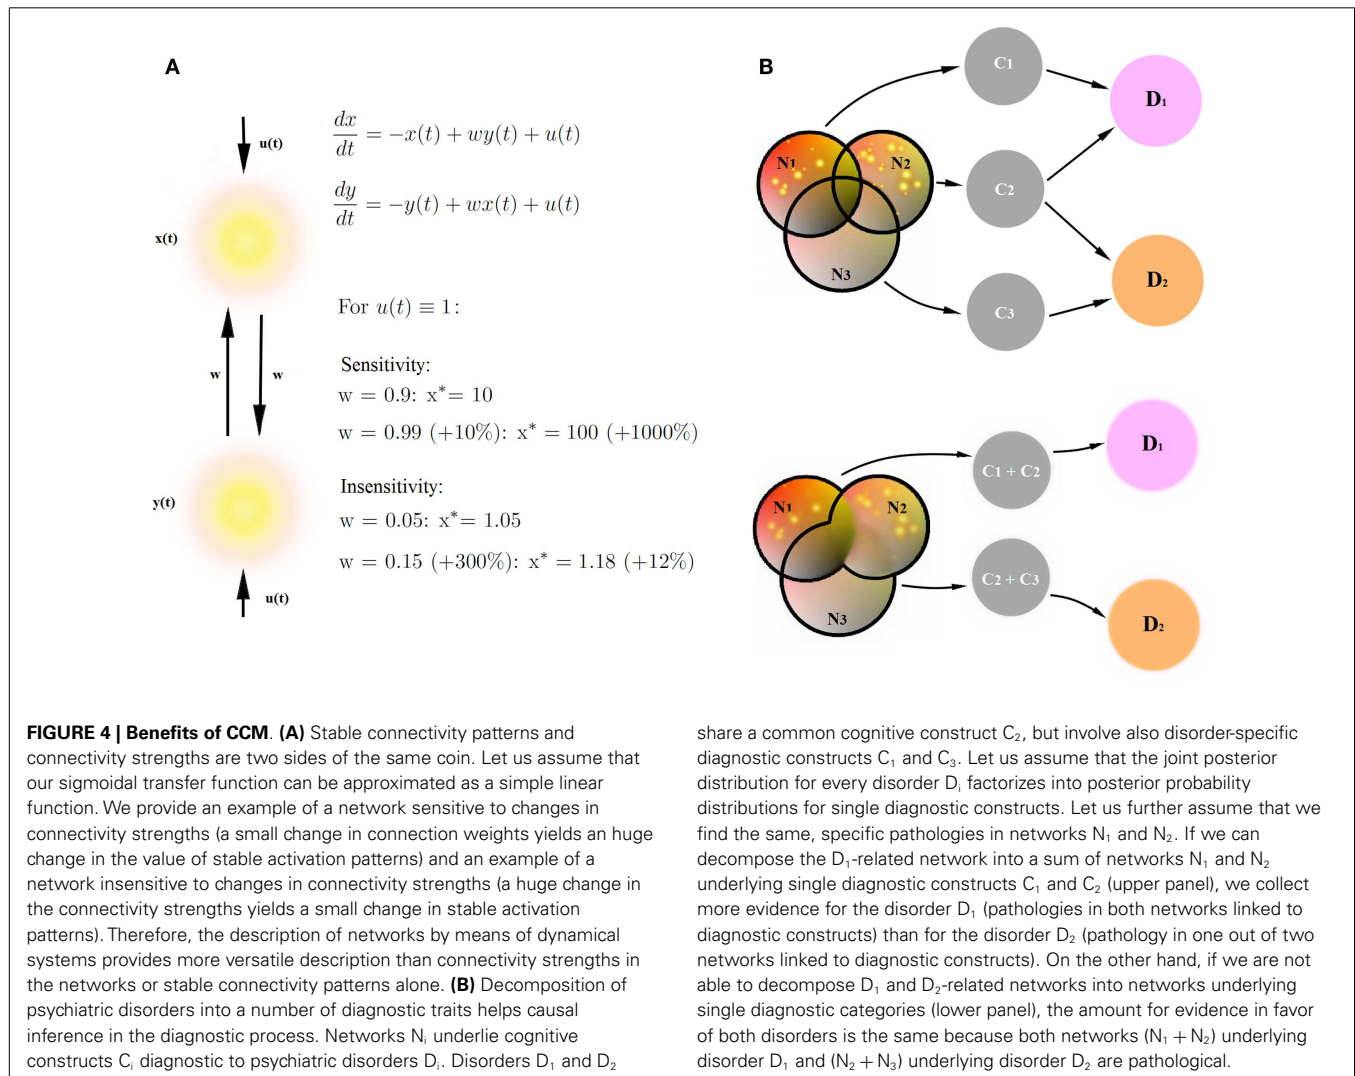 A
u(t)
x(t)
w
w
y(t)
u(t)
dx/dt = −x(t) + wy(t) + u(t)
dy/dt = −y(t) + wx(t) + u(t)
For u(t) ≡ 1:
Sensitivity:
w = 0.9: x* = 10
w = 0.99 (+10%): x* = 100 (+1000%)
Insensitivity:
w = 0.05: x* = 1.05
w = 0.15 (+300%): x* = 1.18 (+12%)
B
N1
N2
N3
C1
C2
C3
D1
D2
N1
N2
N3
C1 + C2
C2 + C3
D1
D2
FIGURE 4 | Benefits of CCM. (A) Stable connectivity patterns and
connectivity strengths are two sides of the same coin. Let us assume that
our sigmoidal transfer function can be approximated as a simple linear
function. We provide an example of a network sensitive to changes in
connectivity strengths (a small change in connection weights yields an huge
change in the value of stable activation patterns) and an example of a
network insensitive to changes in connectivity strengths (a huge change in
the connectivity strengths yields a small change in stable activation
patterns). Therefore, the description of networks by means of dynamical
systems provides more versatile description than connectivity strengths in
the networks or stable connectivity patterns alone. (B) Decomposition of
psychiatric disorders into a number of diagnostic traits helps causal
inference in the diagnostic process. Networks Ni underlie cognitive
constructs Ci diagnostic to psychiatric disorders Di. Disorders D1 and D2
share a common cognitive construct C2, but involve also disorder-specific
diagnostic constructs C1 and C3. Let us assume that the joint posterior
distribution for every disorder Di factorizes into posterior probability
distributions for single diagnostic constructs. Let us further assume that we
find the same, specific pathologies in networks N1 and N2. If we can
decompose the D1-related network into a sum of networks N1 and N2
underlying single diagnostic constructs C1 and C2 (upper panel), we collect
more evidence for the disorder D1 (pathologies in both networks linked to
diagnostic constructs) than for the disorder D2 (pathology in one out of two
networks linked to diagnostic constructs). On the other hand, if we are not
able to decompose D1 and D2-related networks into networks underlying
single diagnostic categories (lower panel), the amount for evidence in favor
of both disorders is the same because both networks (N1 + N2) underlying
disorder D1 and (N2 + N3) underlying disorder D2 are pathological.